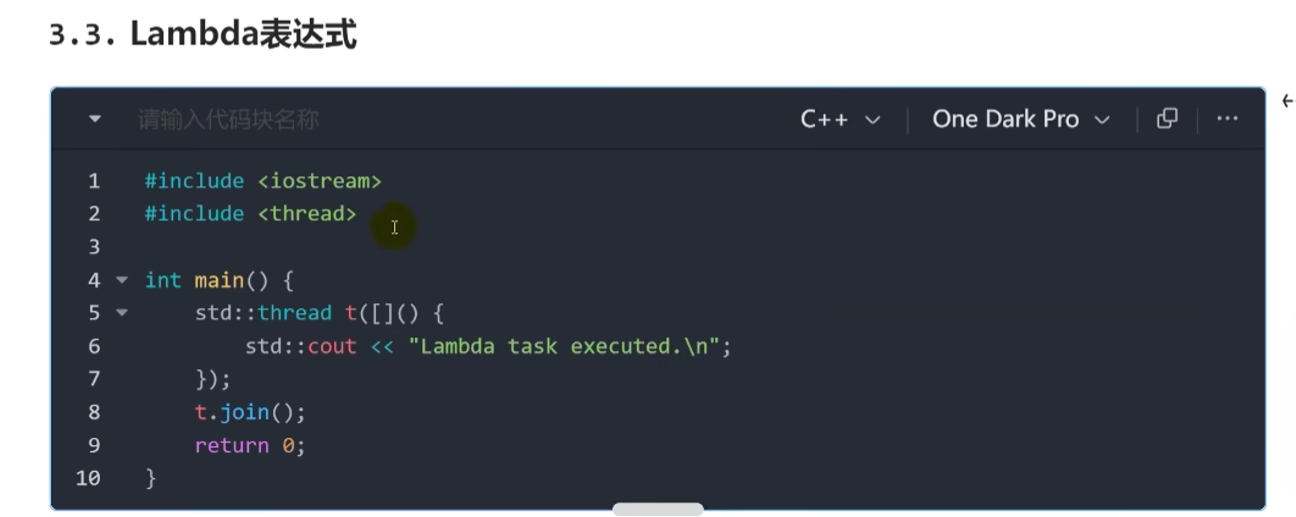 3.3. Lambda表达式
请输入代码块名称 C++ One Dark Pro
1 #include <iostream>
2 #include <thread>
3
4 int main() {
5     std::thread t([]() {
6         std::cout << "Lambda task executed.\n";
7     });
8     t.join();
9     return 0;
10 }